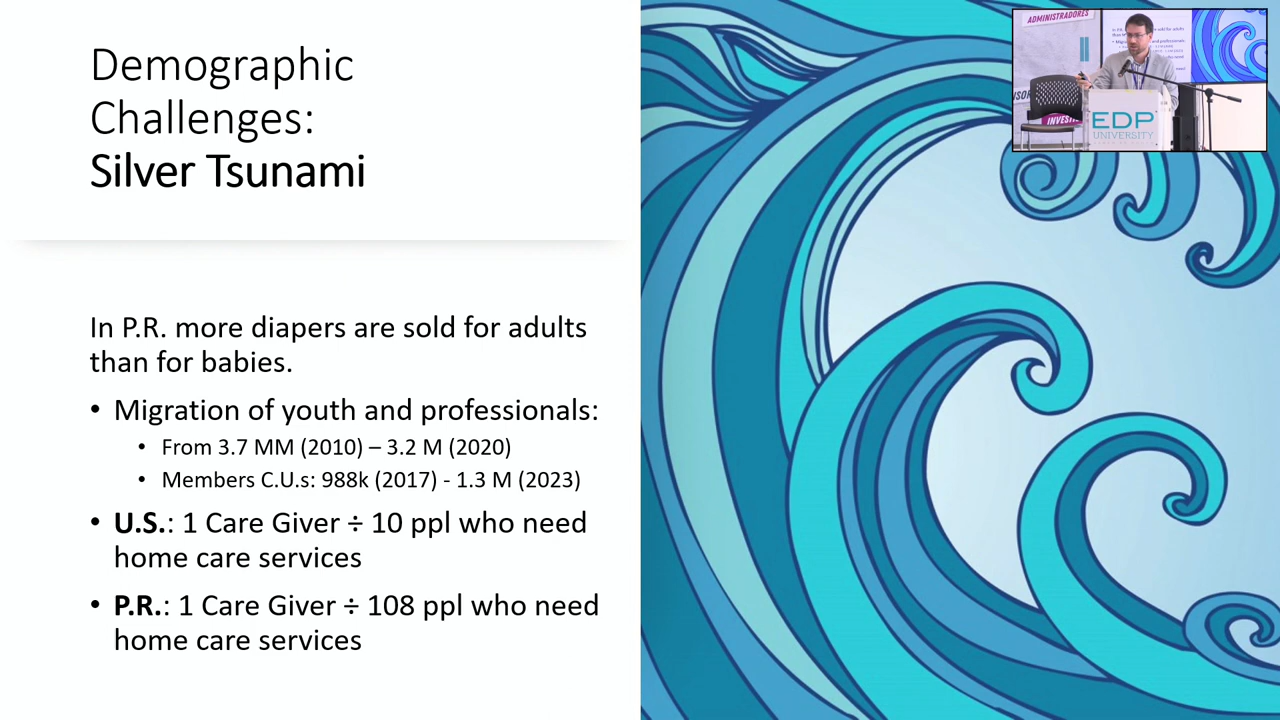 Demographic
Challenges:
Silver Tsunami
In P.R. more diapers are sold for adults
than for babies.
• Migration of youth and professionals:
• From 3.7 MM (2010) – 3.2 M (2020)
• Members C.U.s: 988k (2017) - 1.3 M (2023)
• U.S.: 1 Care Giver ÷ 10 ppl who need
home care services
• P.R.: 1 Care Giver ÷ 108 ppl who need
home care services
ADMINISTRADORES
EDP
UNIVERSITY